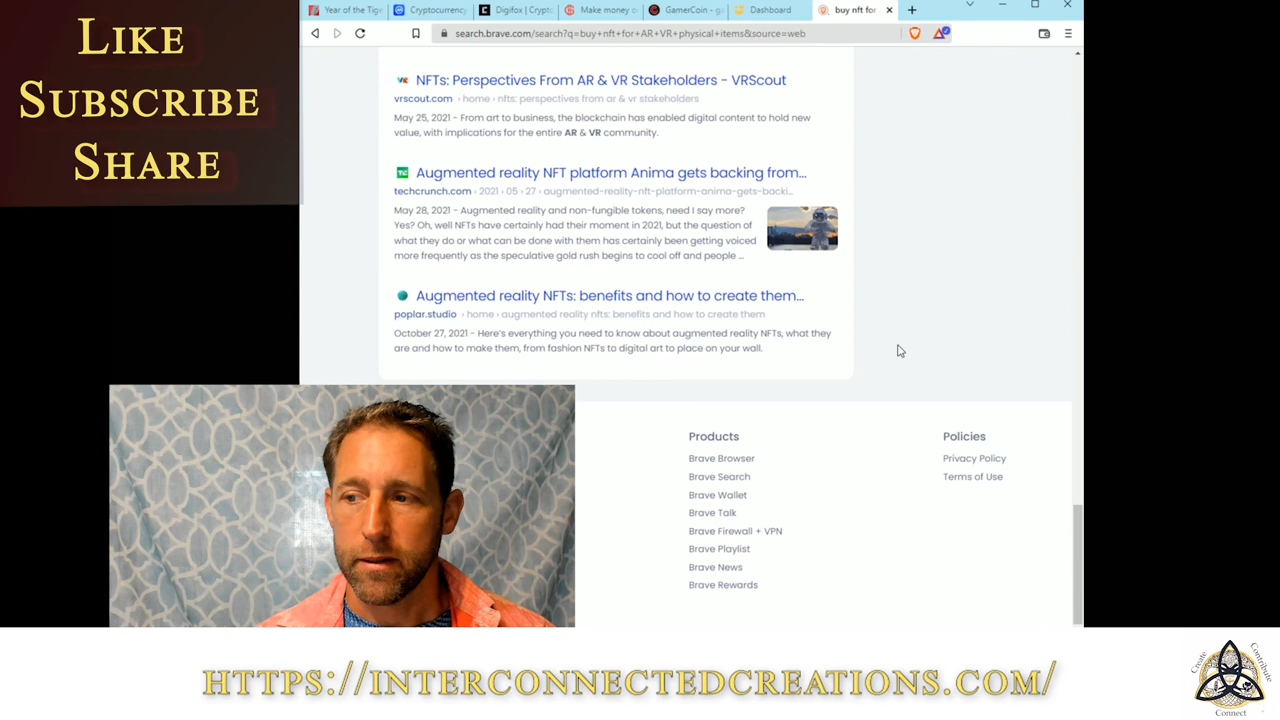 Like
Subscribe
Share
Year of the Tig
Cryptocurrency
Digifox | Crypto
Make money o
GamerCoin - g
Dashboard
buy nft for
search.brave.com/search?q=buy+nft+for+AR+VR+physical+items&source=web
NFTs: Perspectives From AR & VR Stakeholders - VRScout
vrscout.com › home › nfts: perspectives from ar & vr stakeholders
May 25, 2021 - From art to business, the blockchain has enabled digital content to hold new
value, with implications for the entire AR & VR community.
Augmented reality NFT platform Anima gets backing from...
techcrunch.com › 2021 › 05 › 27 › augmented-reality-nft-platform-anima-gets-backi...
May 28, 2021 - Augmented reality and non-fungible tokens, need I say more?
Yes? Oh, well NFTs have certainly had their moment in 2021, but the question of
what they do or what can be done with them has certainly been getting voiced
more frequently as the speculative gold rush begins to cool off and people ...
Augmented reality NFTs: benefits and how to create them...
poplar.studio › home › augmented reality nfts: benefits and how to create them
October 27, 2021 - Here's everything you need to know about augmented reality NFTs, what they
are and how to make them, from fashion NFTs to digital art to place on your wall.
Products
Brave Browser
Brave Search
Brave Wallet
Brave Talk
Brave Firewall + VPN
Brave Playlist
Brave News
Brave Rewards
Policies
Privacy Policy
Terms of Use
https://interconnectedcreations.com/
Create
Contribute
Connect